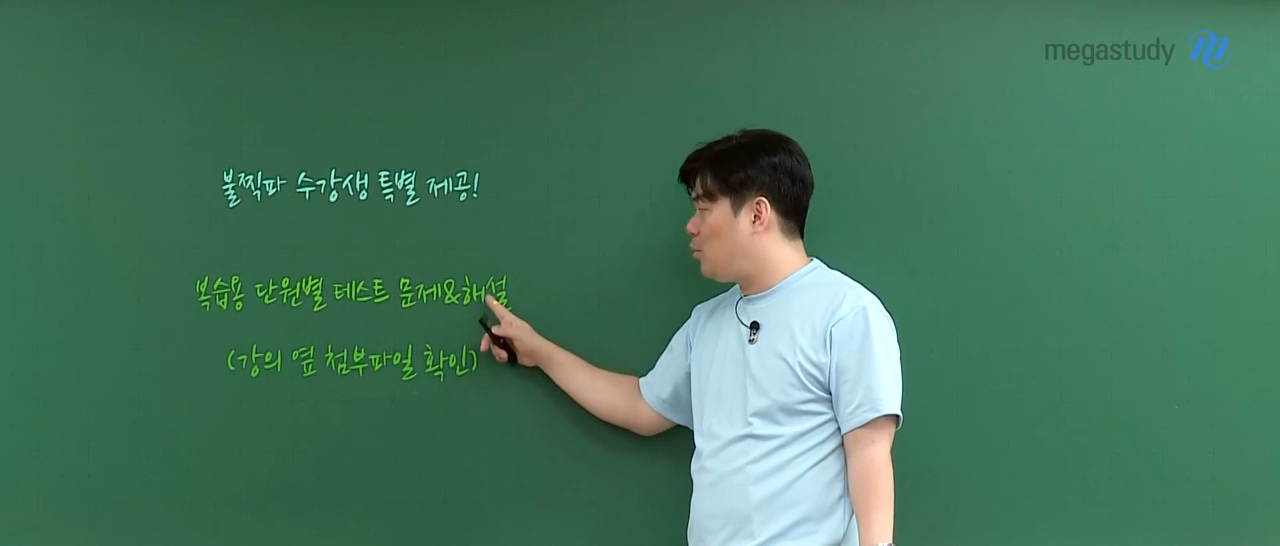 megastudy
불찍파 수강생 특별 제공!
복습용 단원별 테스트 문제&해설
(강의 옆 첨부파일 확인)